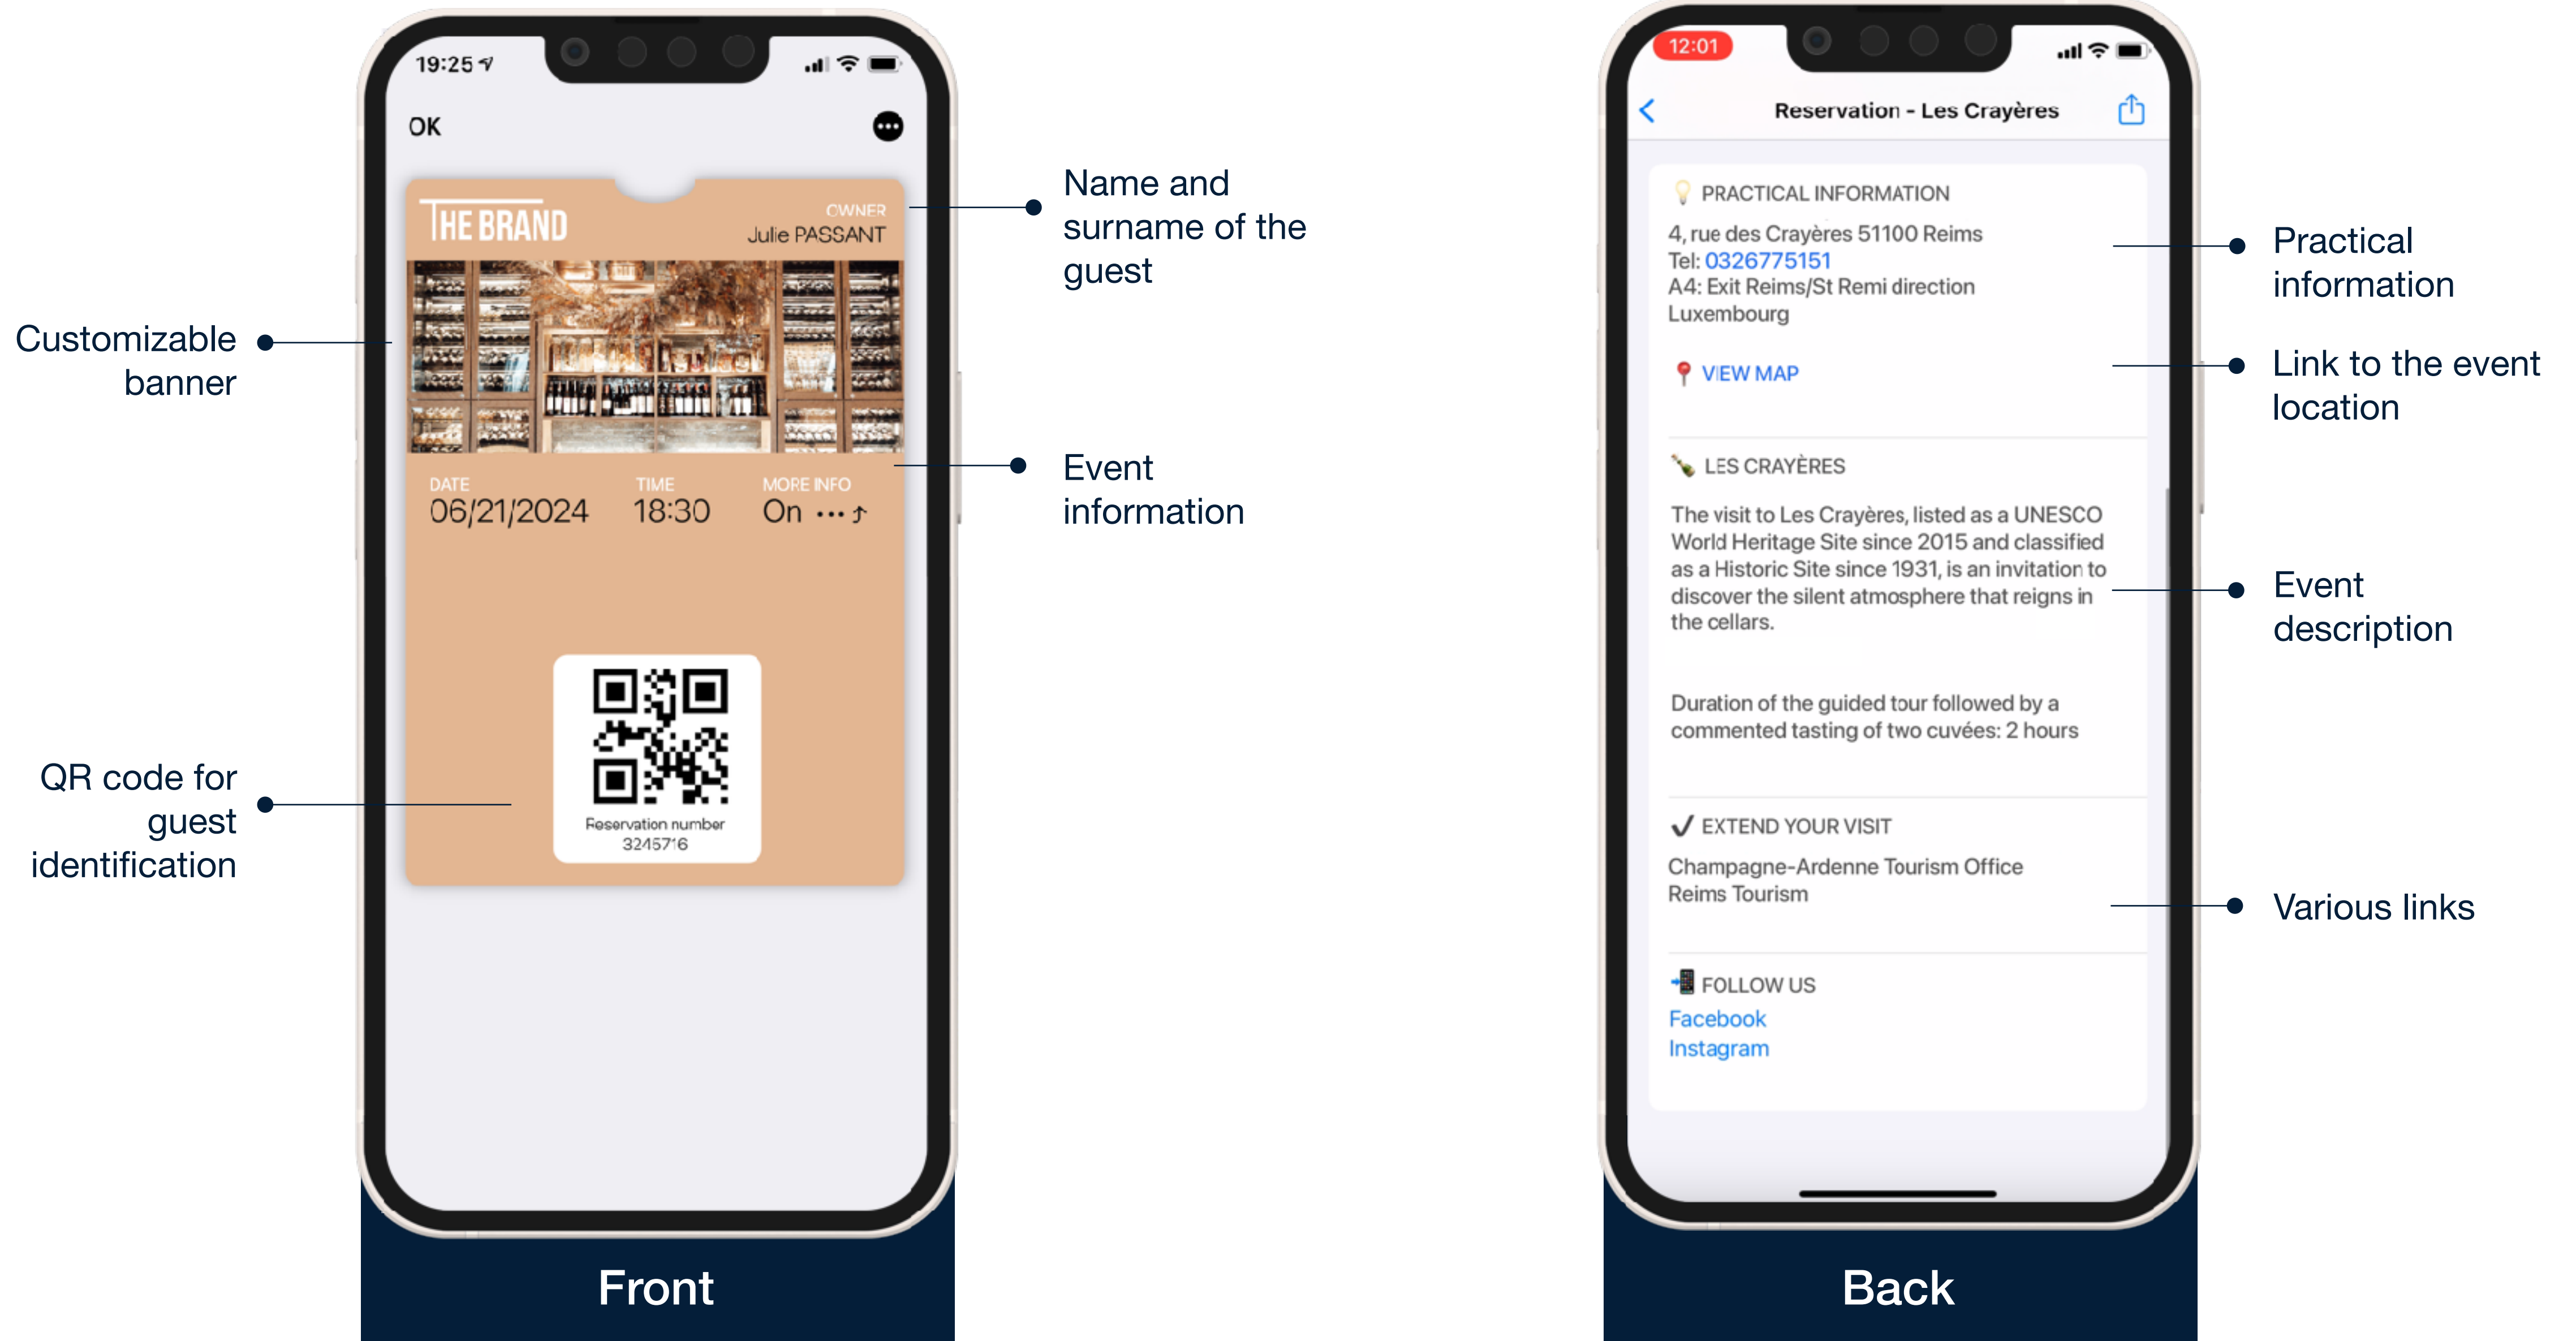 19:25
OK
THE BRAND
OWNER
Julie PASSANT
Name and
surname of the
guest
Customizable
banner
DATE
TIME
MORE INFO
06/21/2024
18:30
On ••• ⤴
Event
information
QR code for
guest
identification
Reservation number
3245716
Front
12:01
Reservation - Les Crayères
💡 PRACTICAL INFORMATION
4, rue des Crayères 51100 Reims
Tel: 0326775151
A4: Exit Reims/St Remi direction
Luxembourg
📍 VIEW MAP
🍾 LES CRAYÈRES
The visit to Les Crayères, listed as a UNESCO
World Heritage Site since 2015 and classified
as a Historic Site since 1931, is an invitation to
discover the silent atmosphere that reigns in
the cellars.
Duration of the guided tour followed by a
commented tasting of two cuvées: 2 hours
✔ EXTEND YOUR VISIT
Champagne-Ardenne Tourism Office
Reims Tourism
📲 FOLLOW US
Facebook
Instagram
Practical
information
Link to the event
location
Event
description
Various links
Back